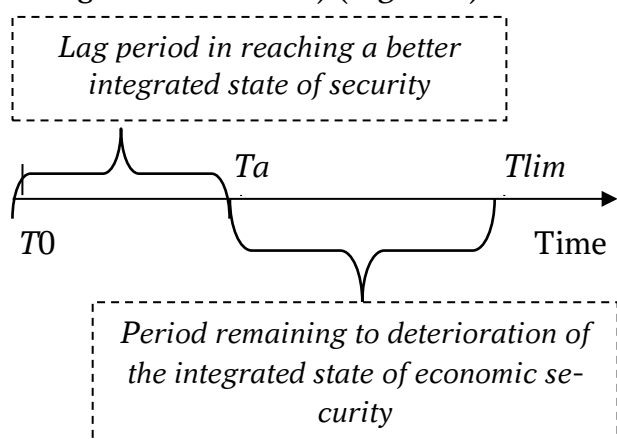 Lag period in reaching a better
integrated state of security
Ta
Tlim
T0
Time
Period remaining to deterioration of
the integrated state of economic se-
curity